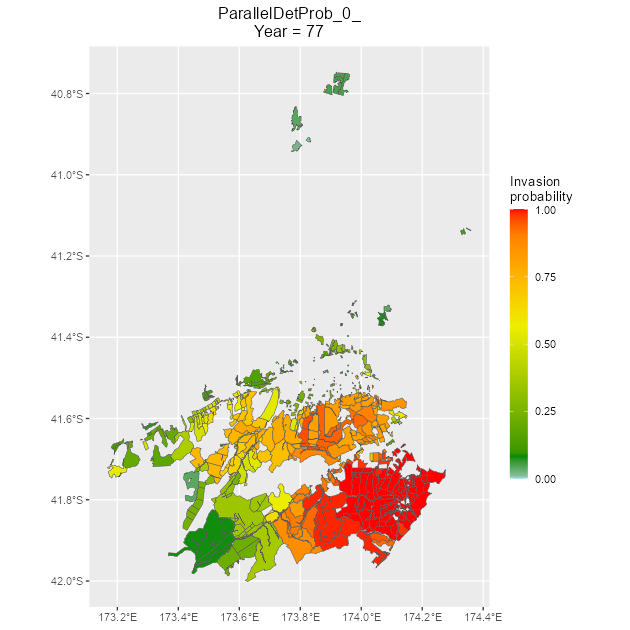 ParallelDetProb_0_
Year = 77
40.8°S
41.0°S
41.2°S
41.4°S
41.6°S
41.8°S
42.0°S
173.2°E 173.4°E 173.6°E 173.8°E 174.0°E 174.2°E 174.4°E
Invasion
probability
1.00
0.75
0.50
0.25
0.00